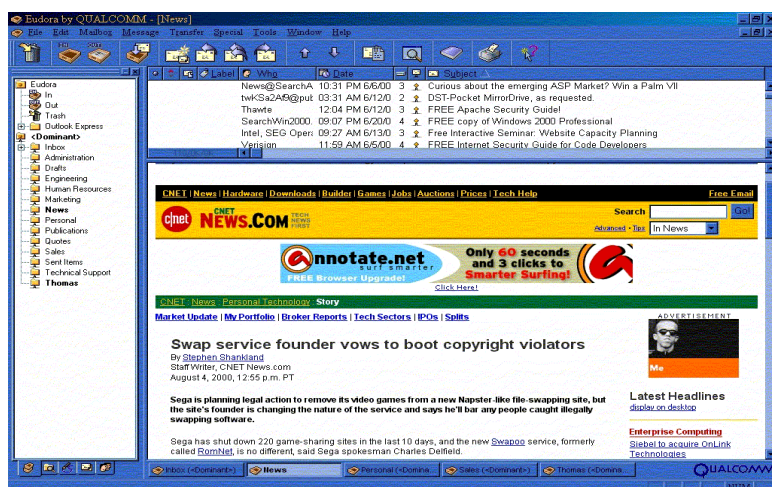 Eudora by QUALCOMM - [News]
File Edit Mailbox Message Transfer Special Tools Window Help
Label Who Date Subject
News@SearchA 10:31 PM 6/6/00 3 Curious about the emerging ASP Market? Win a Palm VII
twKSa2Af9@pub 03:31 AM 6/12/0 2 DST-Pocket MirrorDrive, as requested.
Thawte 12:04 PM 6/12/0 3 FREE Apache Security Guide!
SearchWin2000. 09:07 PM 6/20/0 4 FREE copy of Windows 2000 Professional
Intel, SEG Opera 09:27 AM 6/13/0 3 Free Interactive Seminar: Website Capacity Planning
Verisign 11:59 AM 6/5/00 4 FREE Internet Security Guide for Code Developers
Eudora
In
Out
Trash
Outlook Express
<Dominant>
Inbox
Administration
Drafts
Engineering
Human Resources
Marketing
News
Personal
Publications
Quotes
Sales
Sent Items
Technical Support
Thomas
CNET | News | Hardware | Downloads | Builder | Games | Jobs | Auctions | Prices | Tech Help Free Email
c|net CNET NEWS.COM TECH NEWS FIRST
Search Go!
Advanced • Tips In News
annotate.net
surf smarter
FREE Browser Upgrade!
Only 60 seconds
and 3 clicks to
Smarter Surfing!
Click Here!
CNET : News : Personal Technology : Story
Market Update | My Portfolio | Broker Reports | Tech Sectors | IPOs | Splits
ADVERTISEMENT
Me
Swap service founder vows to boot copyright violators
By Stephen Shankland
Staff Writer, CNET News.com
August 4, 2000, 12:55 p.m. PT
Sega is planning legal action to remove its video games from a new Napster-like file-swapping site, but
the site's founder is changing the nature of the service and says he'll bar any people caught illegally
swapping software.
Sega has shut down 220 game-sharing sites in the last 10 days, and the new Swapoo service, formerly
called RomNet, is no different, said Sega spokesman Charles Delfield.
Latest Headlines
display on desktop
Enterprise Computing
Siebel to acquire OnLink
Technologies
Inbox (<Dominant>) News Personal (<Domina... Sales (<Dominant>) Thomas (<Domina...
QUALCOMM
NUM